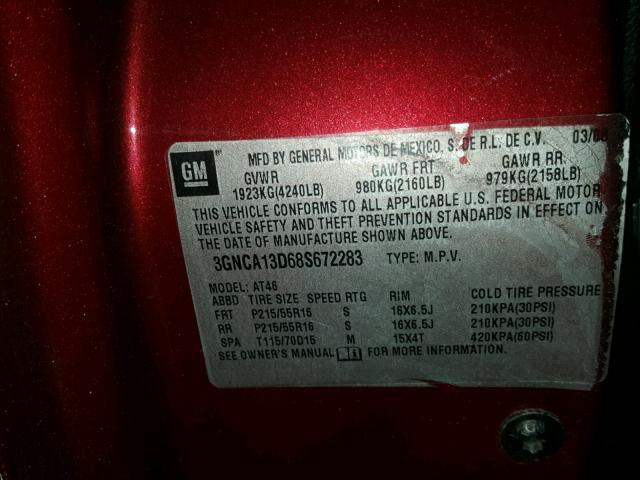 GM ® MFD BY GENERAL MOTORS DE MEXICO, S. DE R.L. DE C.V. 03/08
GVWR GAWR FRT. GAWR RR.
1923KG(4240LB) 980KG(2160LB) 979KG(2158LB)
THIS VEHICLE CONFORMS TO ALL APPLICABLE U.S. FEDERAL MOTOR
VEHICLE SAFETY AND THEFT PREVENTION STANDARDS IN EFFECT ON
THE DATE OF MANUFACTURE SHOWN ABOVE.
3GNCA13D68S672283 TYPE: M.P.V.
MODEL: AT46
ABBD TIRE SIZE SPEED RTG RIM COLD TIRE PRESSURE
FRT P215/55R16 S 16X6.5J 210KPA(30PSI)
RR P215/55R16 S 16X6.5J 210KPA(30PSI)
SPA T115/70D15 M 15X4T 420KPA(60PSI)
SEE OWNER'S MANUAL FOR MORE INFORMATION.